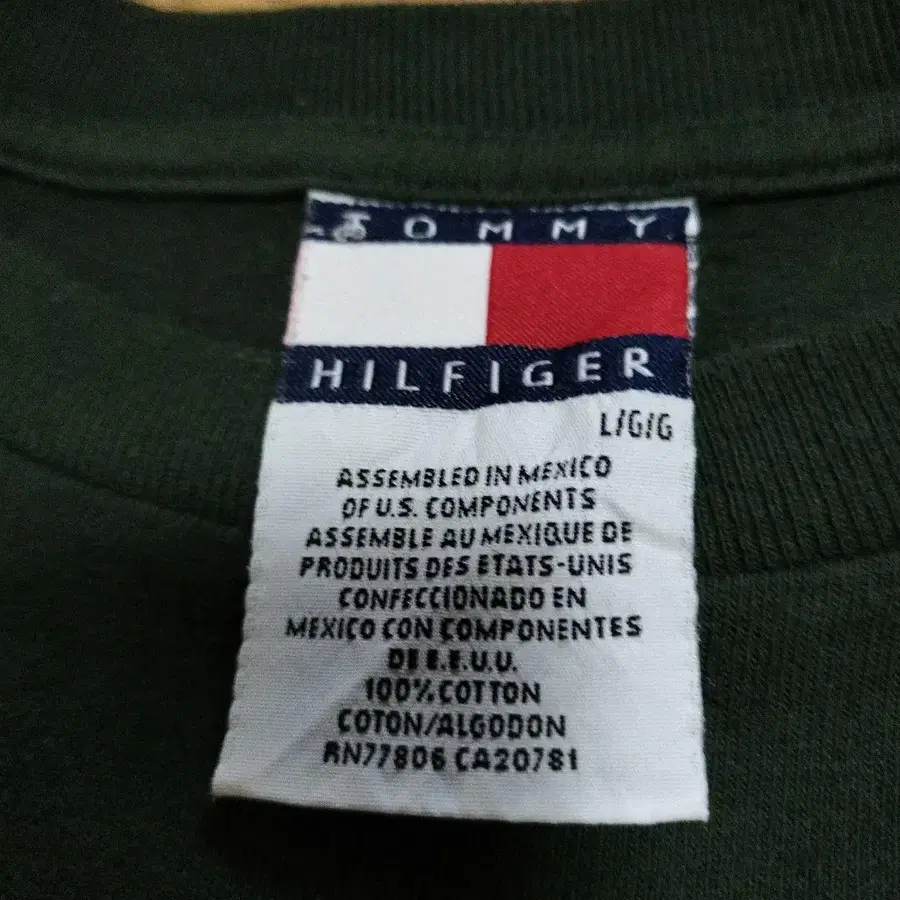 TOMMY
HILFIGER
L/G/G
ASSEMBLED IN MEXICO
OF U.S. COMPONENTS
ASSEMBLE AU MEXIQUE DE
PRODUITS DES ETATS-UNIS
CONFECCIONADO EN
MEXICO CON COMPONENTES
DE E.E.U.U.
100% COTTON
COTON/ALGODON
RN77806 CA20781